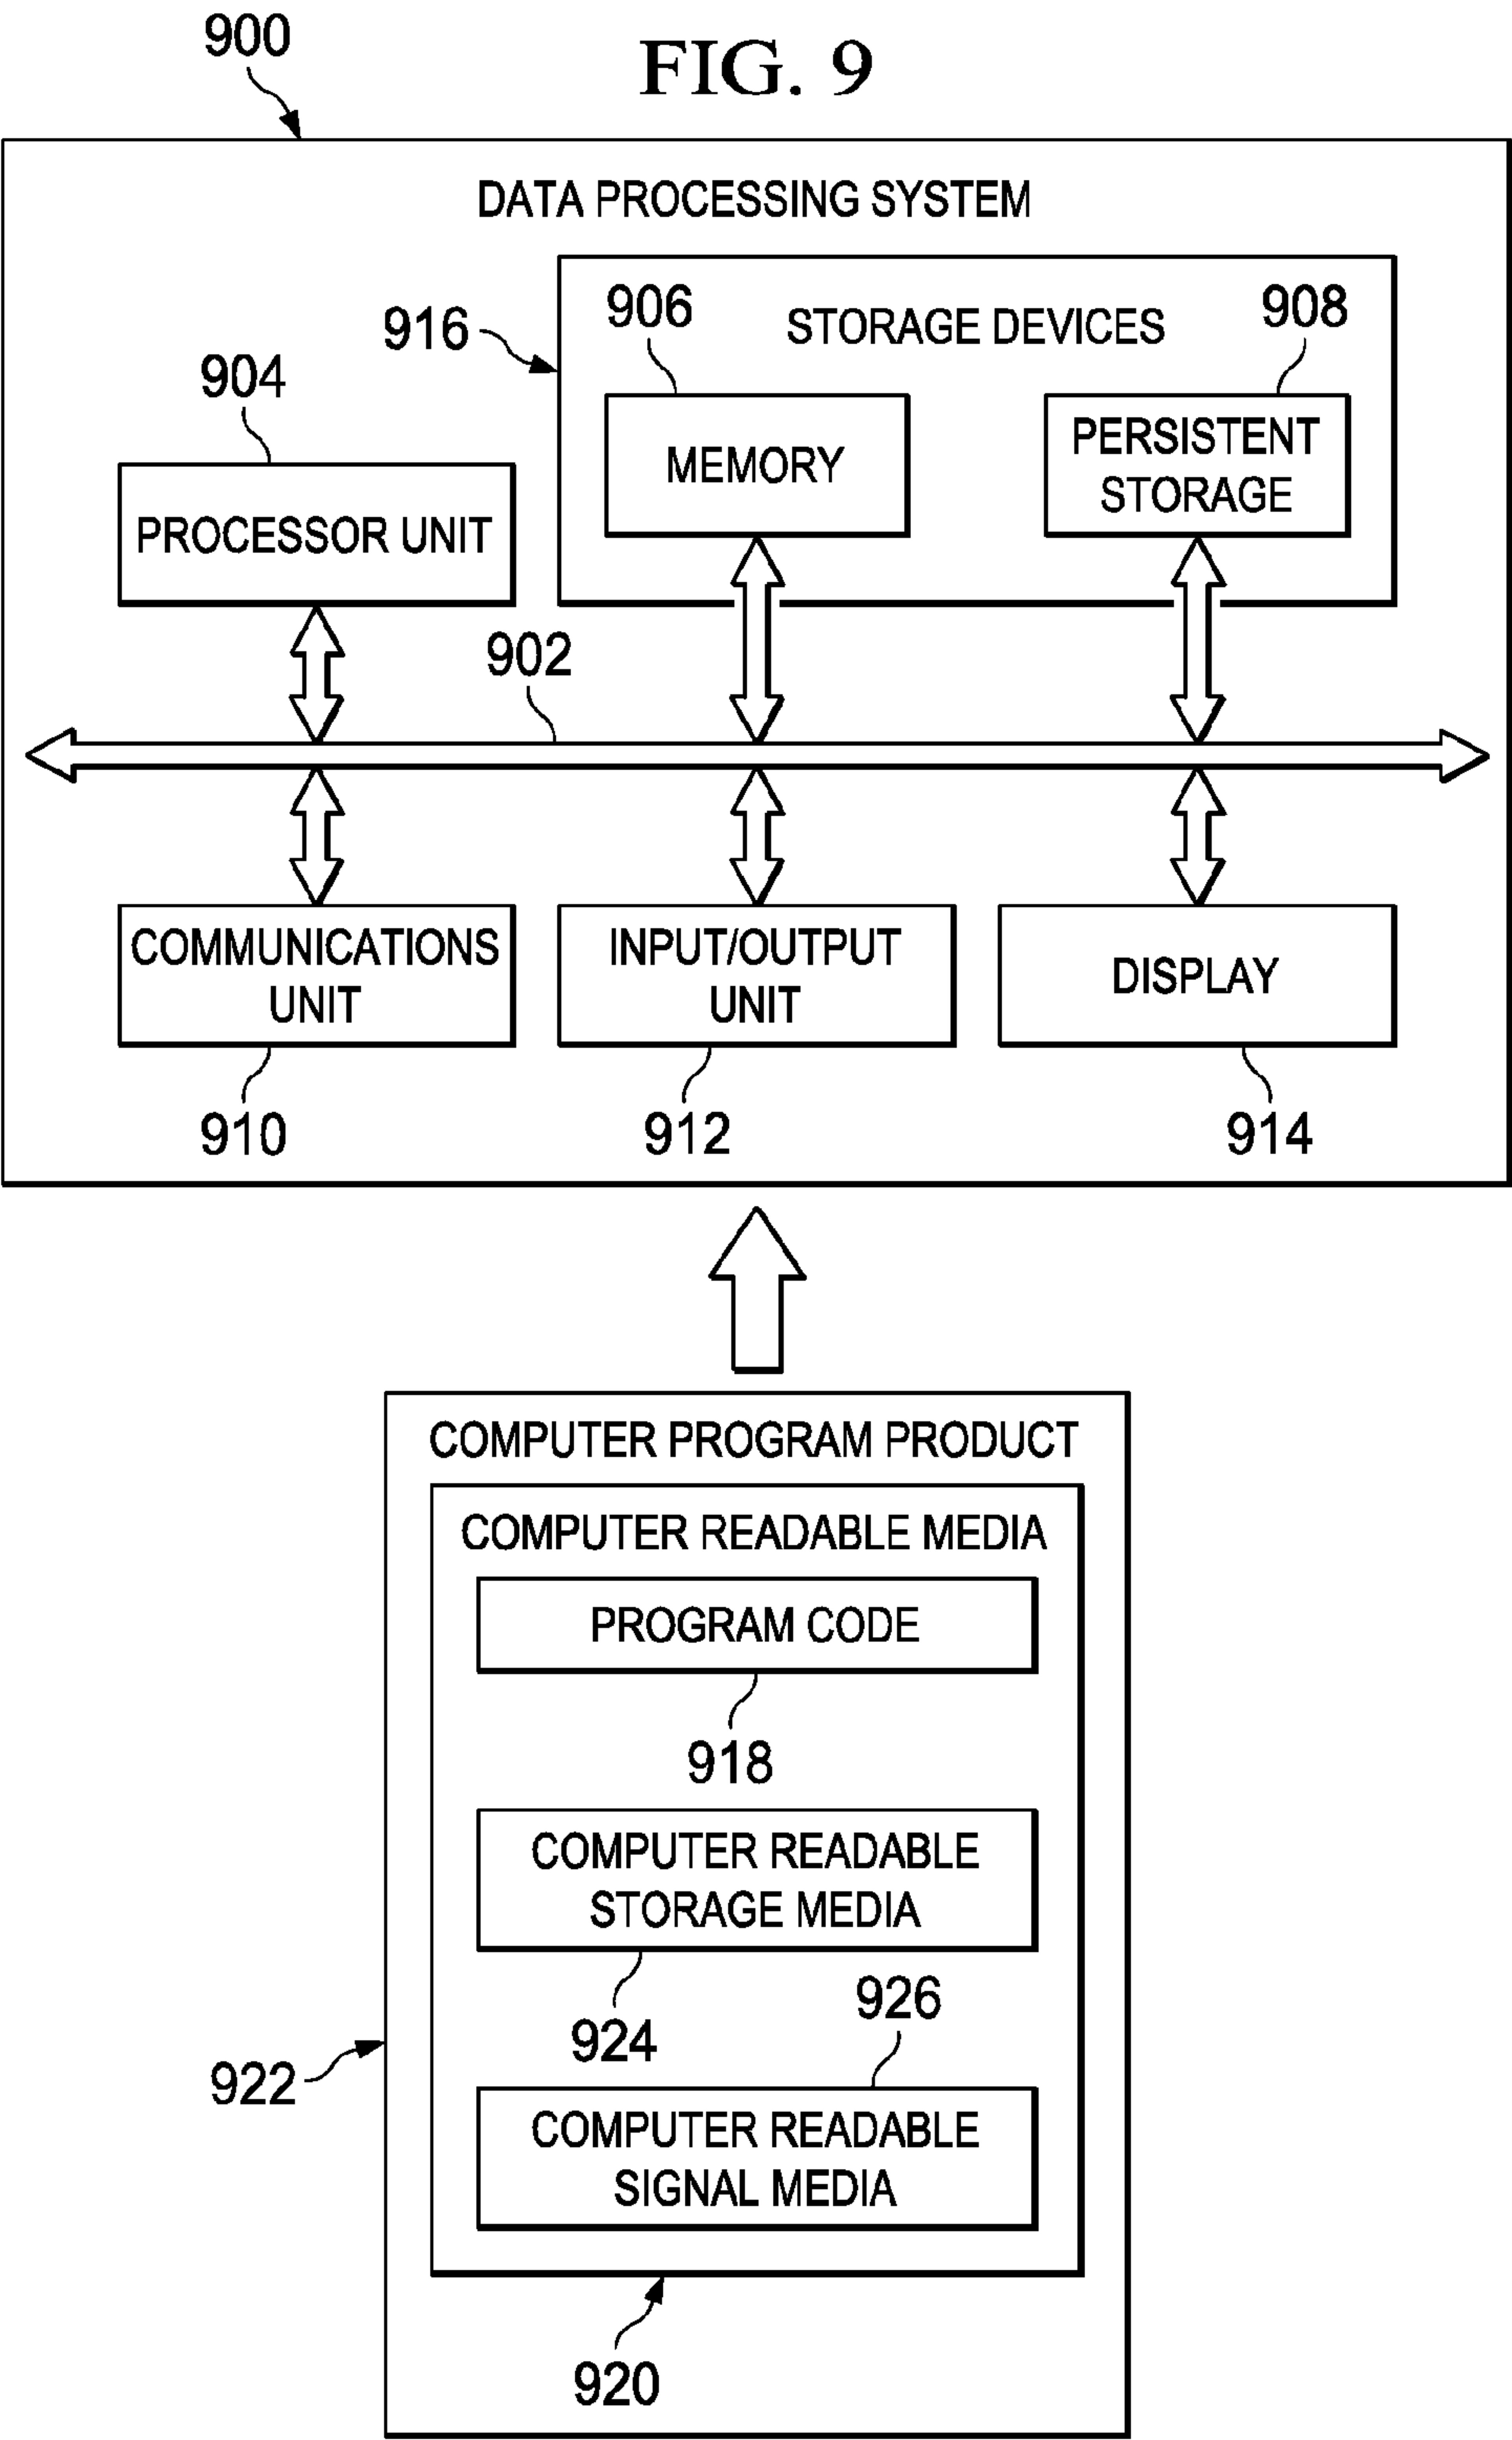 900
FIG. 9
DATA PROCESSING SYSTEM
916
906
STORAGE DEVICES
908
904
MEMORY
PERSISTENT
STORAGE
PROCESSOR UNIT
902
COMMUNICATIONS
UNIT
INPUT/OUTPUT
UNIT
DISPLAY
910
912
914
COMPUTER PROGRAM PRODUCT
COMPUTER READABLE MEDIA
PROGRAM CODE
918
COMPUTER READABLE
STORAGE MEDIA
924
926
922
COMPUTER READABLE
SIGNAL MEDIA
920